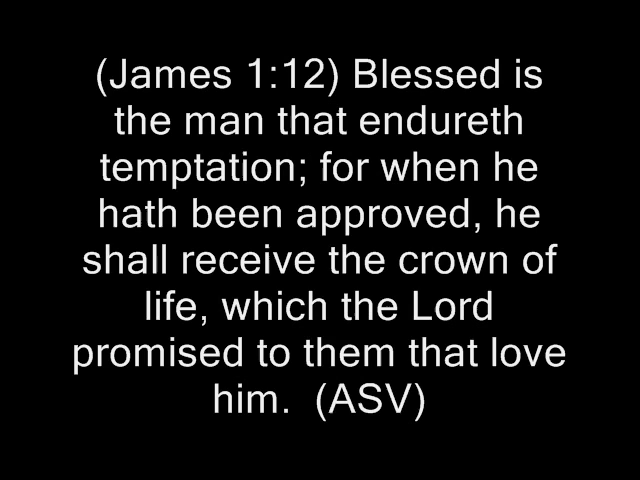 (James 1:12) Blessed is
the man that endureth
temptation; for when he
hath been approved, he
shall receive the crown of
life, which the Lord
promised to them that love
him.  (ASV)